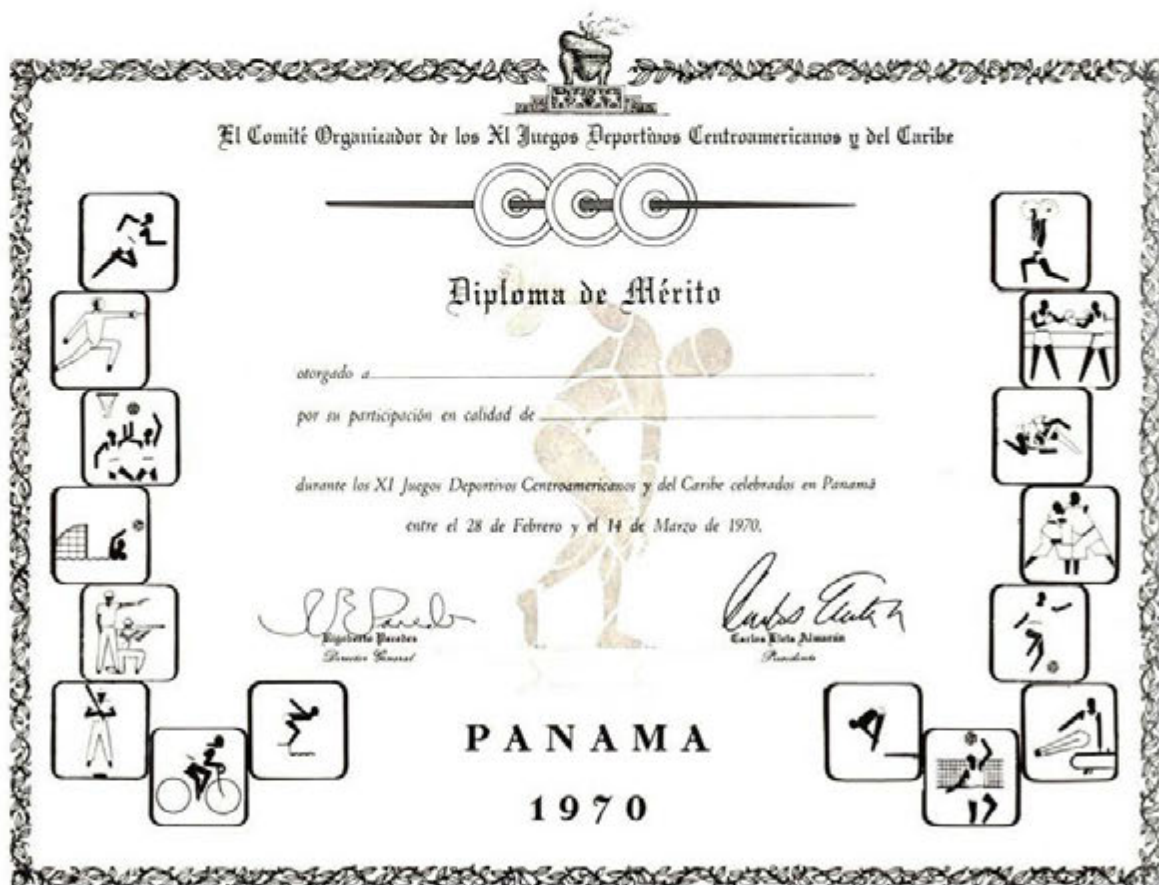 El Comité Organizador de los XI Juegos Deportivos Centroamericanos y del Caribe
Diploma de Mérito
otorgado a
por su participación en calidad de
durante los XI Juegos Deportivos Centroamericanos y del Caribe celebrados en Panamá
entre el 28 de Febrero y el 14 de Marzo de 1970.
Rigoberto Paredes
Director General
Carlos Eleta Almarán
Presidente
PANAMA
1970